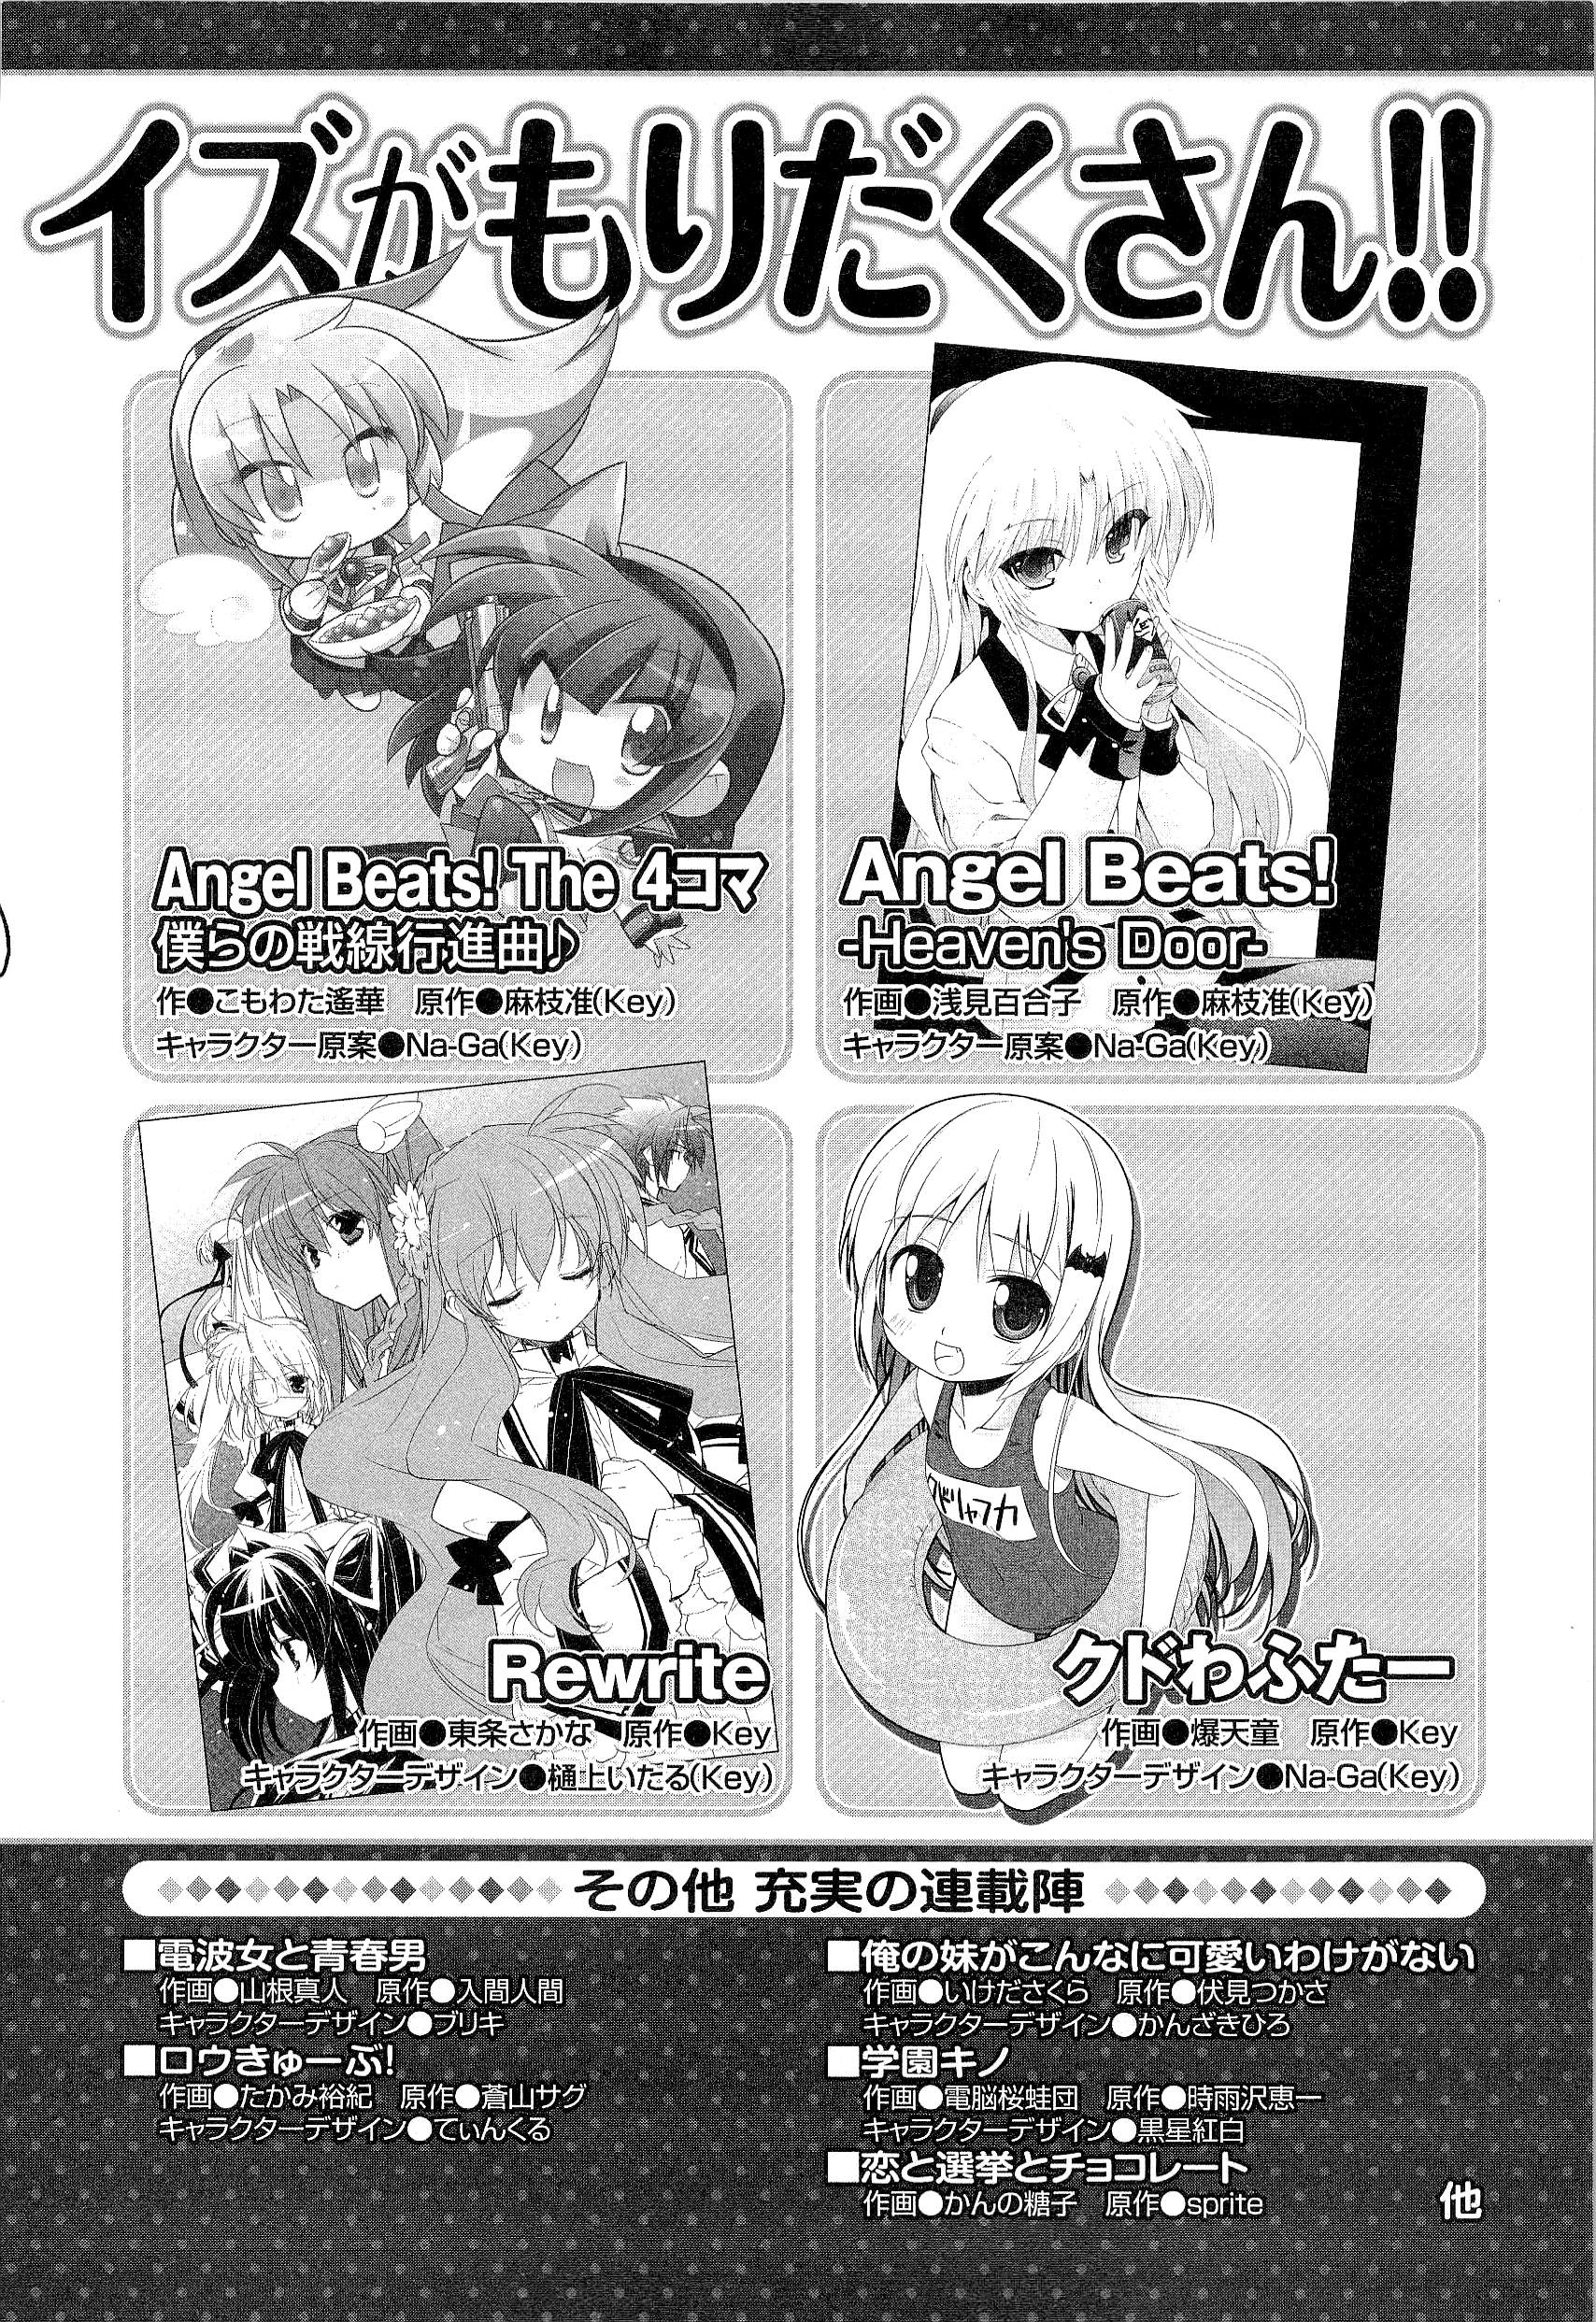 イズがもりだくさん!!
Angel Beats! The 4コマ
僕らの戦線行進曲♪
作●こもわた遙華　原作●麻枝准(Key)
キャラクター原案●Na-Ga(Key)
Angel Beats!
-Heaven's Door-
作画●浅見百合子　原作●麻枝准(Key)
キャラクター原案●Na-Ga(Key)
Rewrite
作画●東条さかな　原作●Key
キャラクターデザイン●樋上いたる(Key)
クドリャフカ
クドわふたー
作画●爆天童　原作●Key
キャラクターデザイン●Na-Ga(Key)
その他 充実の連載陣
■電波女と青春男
作画●山根真人　原作●入間人間
キャラクターデザイン●ブリキ
■ロウきゅーぶ!
作画●たかみ裕紀　原作●蒼山サグ
キャラクターデザイン●てぃんくる
■俺の妹がこんなに可愛いわけがない
作画●いけださくら　原作●伏見つかさ
キャラクターデザイン●かんざきひろ
■学園キノ
作画●電脳桜蛙団　原作●時雨沢恵一
キャラクターデザイン●黒星紅白
■恋と選挙とチョコレート
作画●かんの糖子　原作●sprite
他